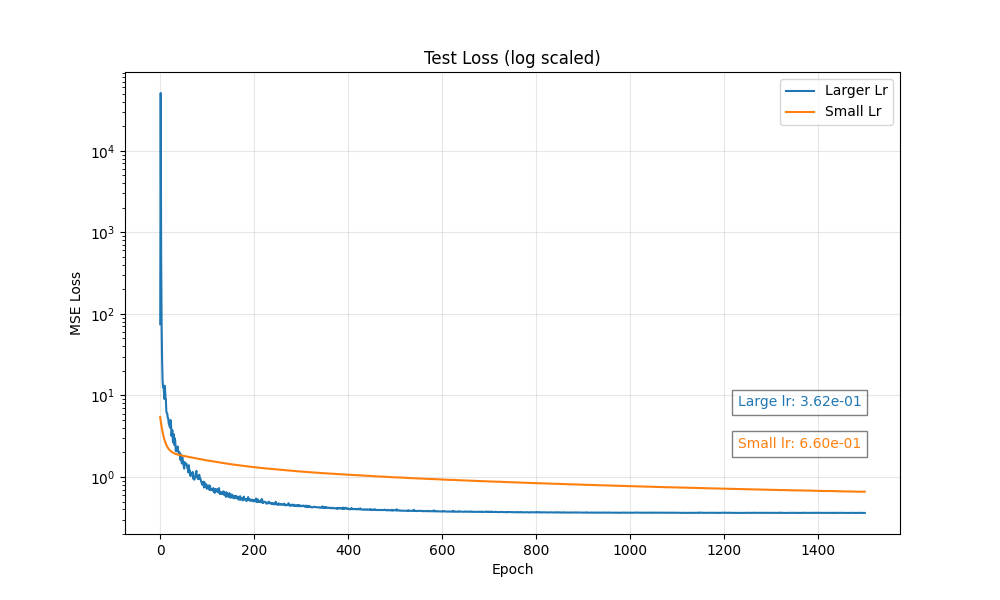 Test Loss (log scaled)
Larger Lr
Small Lr
MSE Loss
10^4
10^3
10^2
10^1
10^0
Large lr: 3.62e-01
Small lr: 6.60e-01
0 200 400 600 800 1000 1200 1400
Epoch